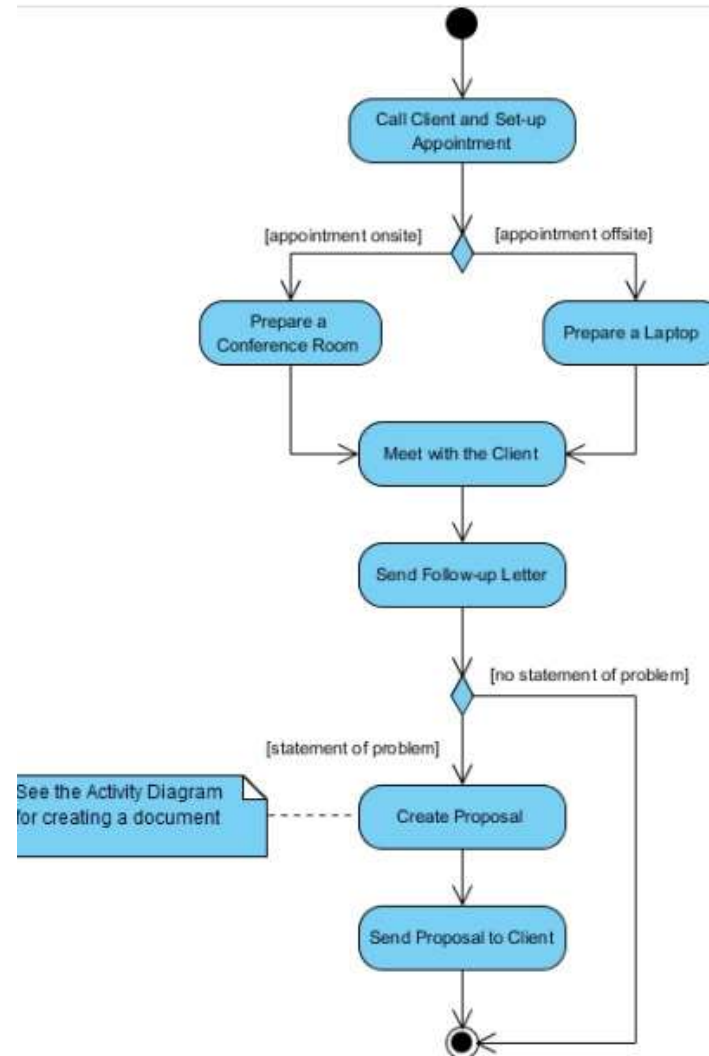 Call Client and Set-up
Appointment
[appointment onsite]
[appointment offsite]
Prepare a
Conference Room
Prepare a Laptop
Meet with the Client
Send Follow-up Letter
[no statement of problem]
[statement of problem]
See the Activity Diagram
for creating a document
Create Proposal
Send Proposal to Client